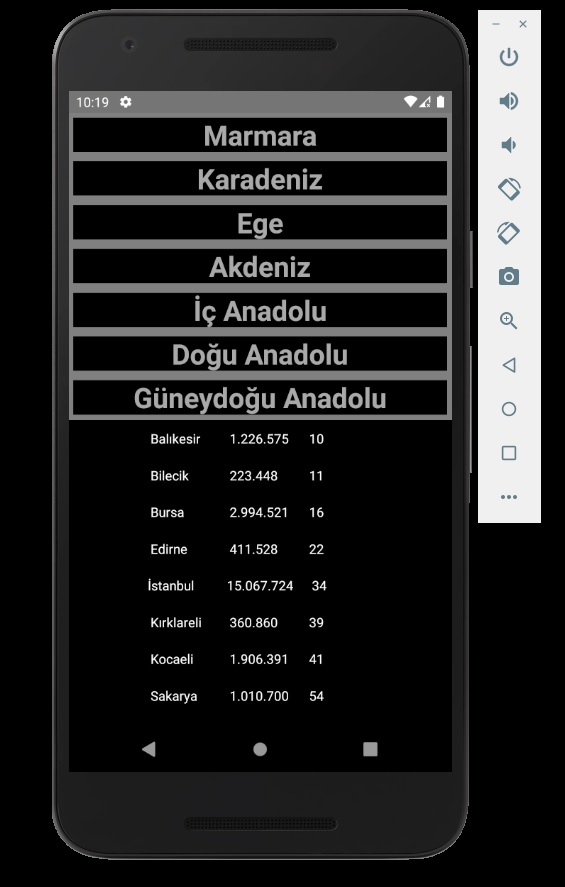 10:19
Marmara
Karadeniz
Ege
Akdeniz
İç Anadolu
Doğu Anadolu
Güneydoğu Anadolu
Balıkesir 1.226.575 10
Bilecik 223.448 11
Bursa 2.994.521 16
Edirne 411.528 22
İstanbul 15.067.724 34
Kırklareli 360.860 39
Kocaeli 1.906.391 41
Sakarya 1.010.700 54